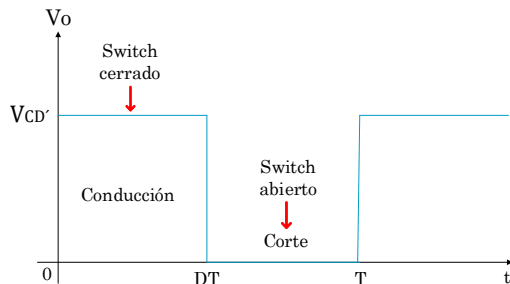 Vo
Switch
cerrado
VCD´
Conducción
Switch
abierto
Corte
0
DT
T
t